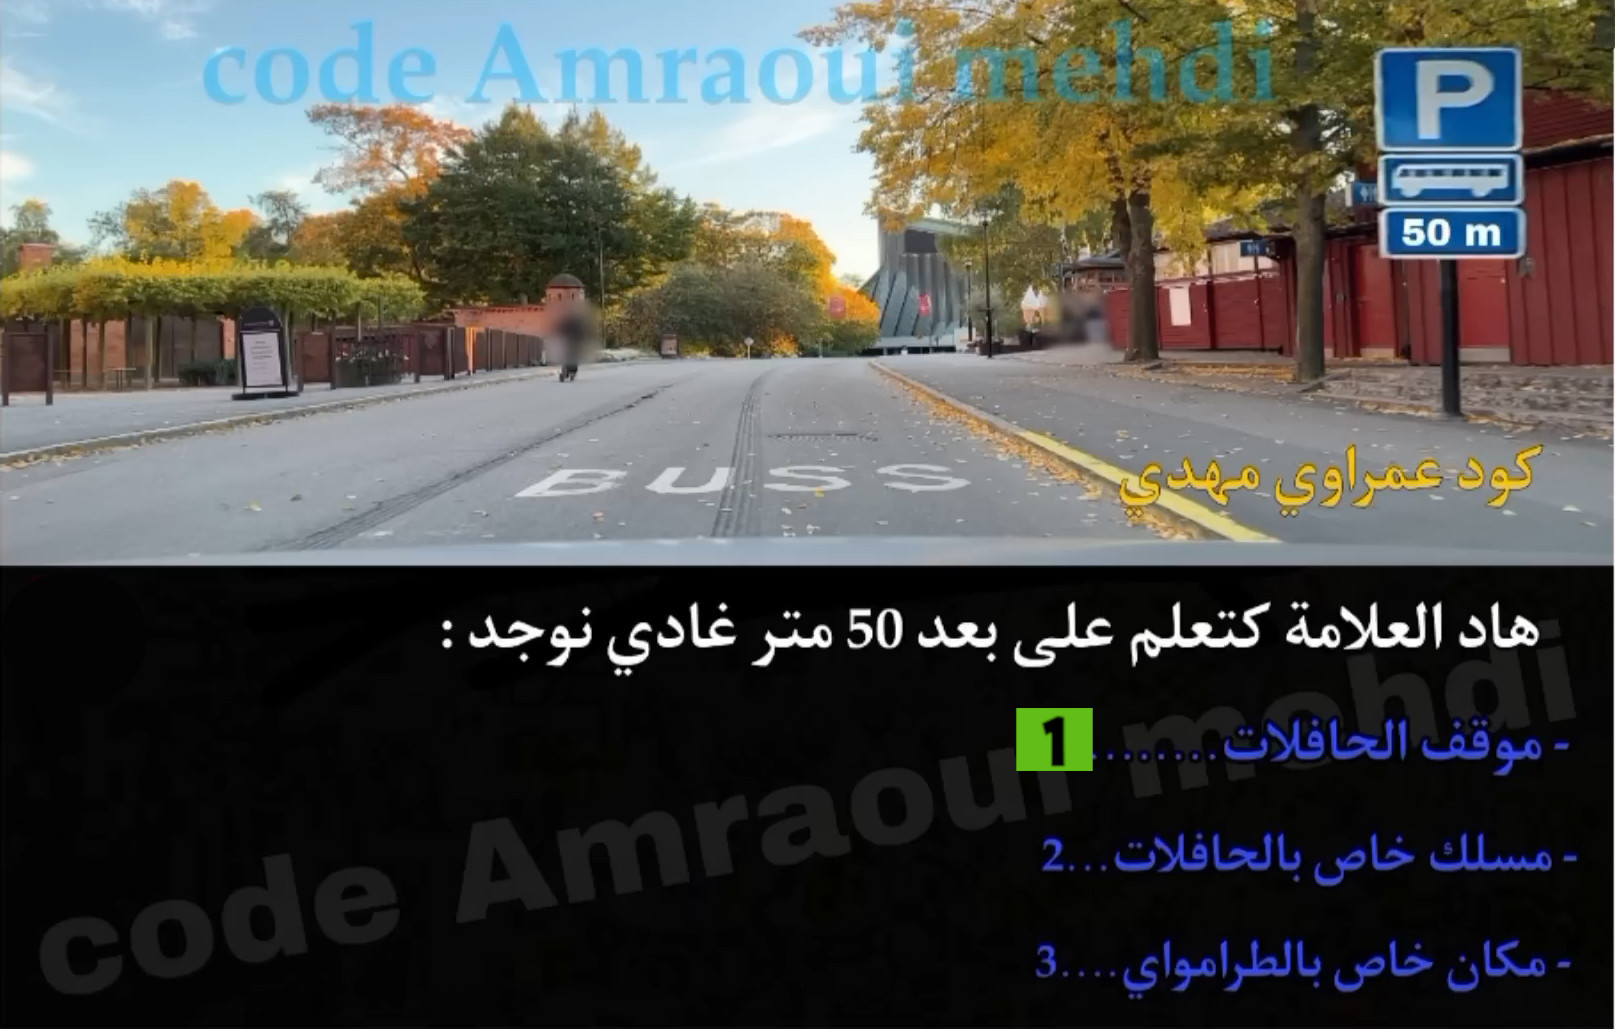 code Amraoui mehdi
P
50 m
BUSS
كود عمراوي مهدي
هاد العلامة كتعلم على بعد 50 متر غادي نوجد :
- موقف الحافلات........1
- مسلك خاص بالحافلات...2
- مكان خاص بالطرامواي....3
code Amraoui mehdi